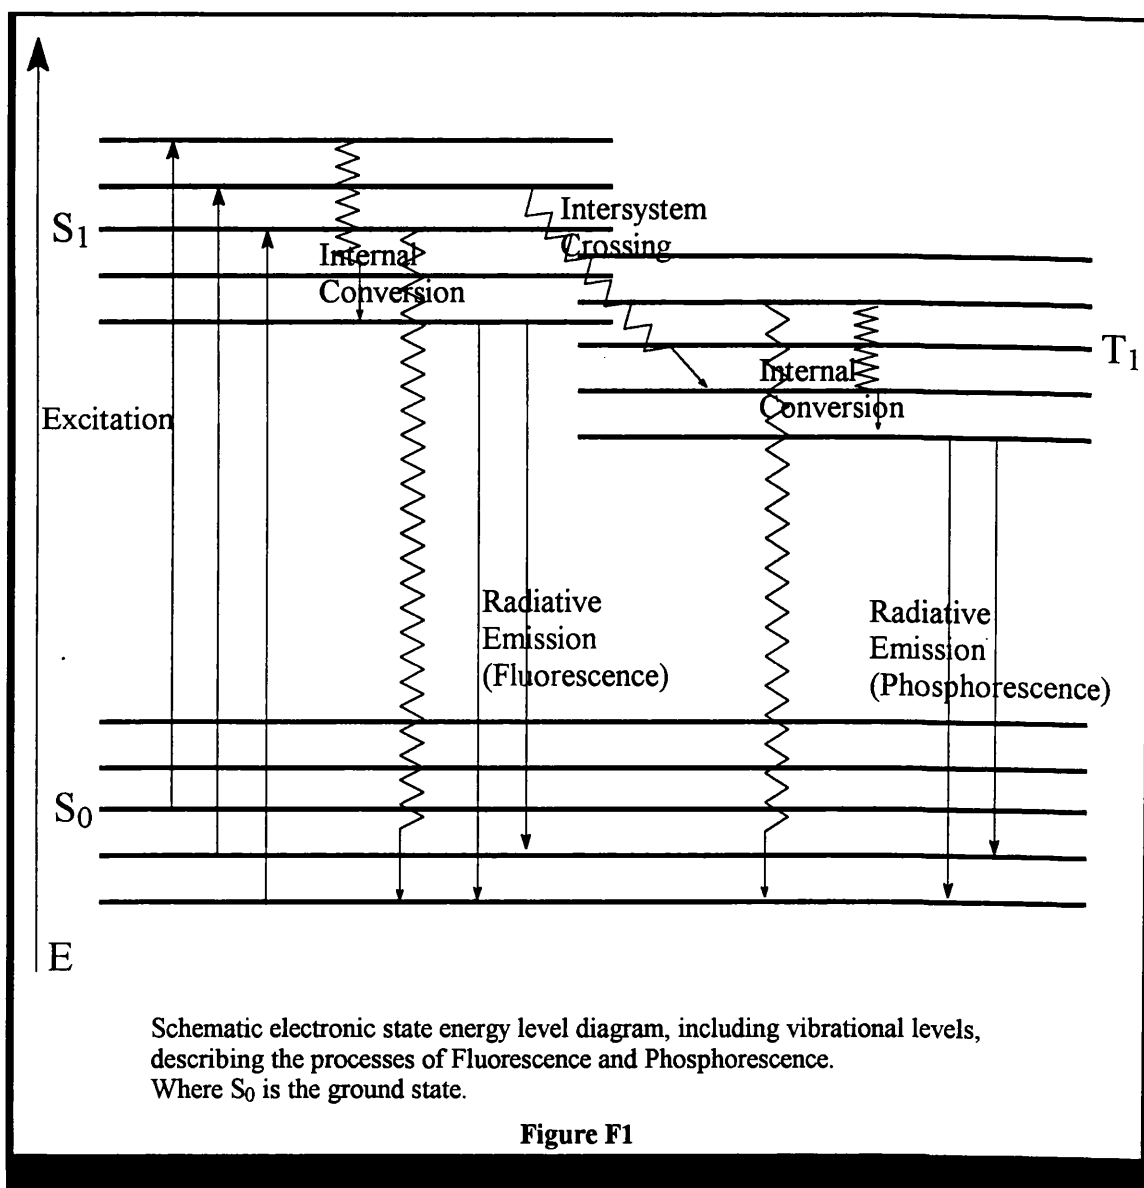 S₁
Intersystem
Crossing
Internal
Conversion
T₁
Internal
Conversion
Excitation
Radiative
Emission
(Fluorescence)
Radiative
Emission
(Phosphorescence)
S₀
E
Schematic electronic state energy level diagram, including vibrational levels,
describing the processes of Fluorescence and Phosphorescence.
Where S₀ is the ground state.
Figure F1